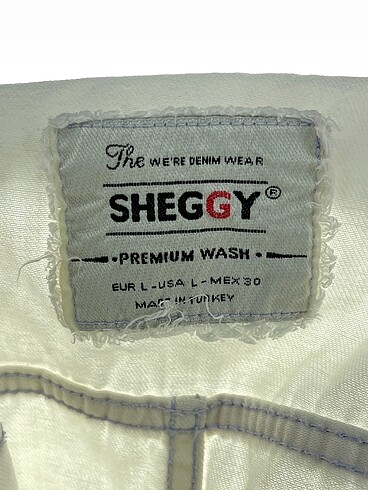 The WE'RE DENIM WEAR
SHEGGY®
•PREMIUM WASH•
EUR L - USA L - MEX 30
MADE IN TURKEY